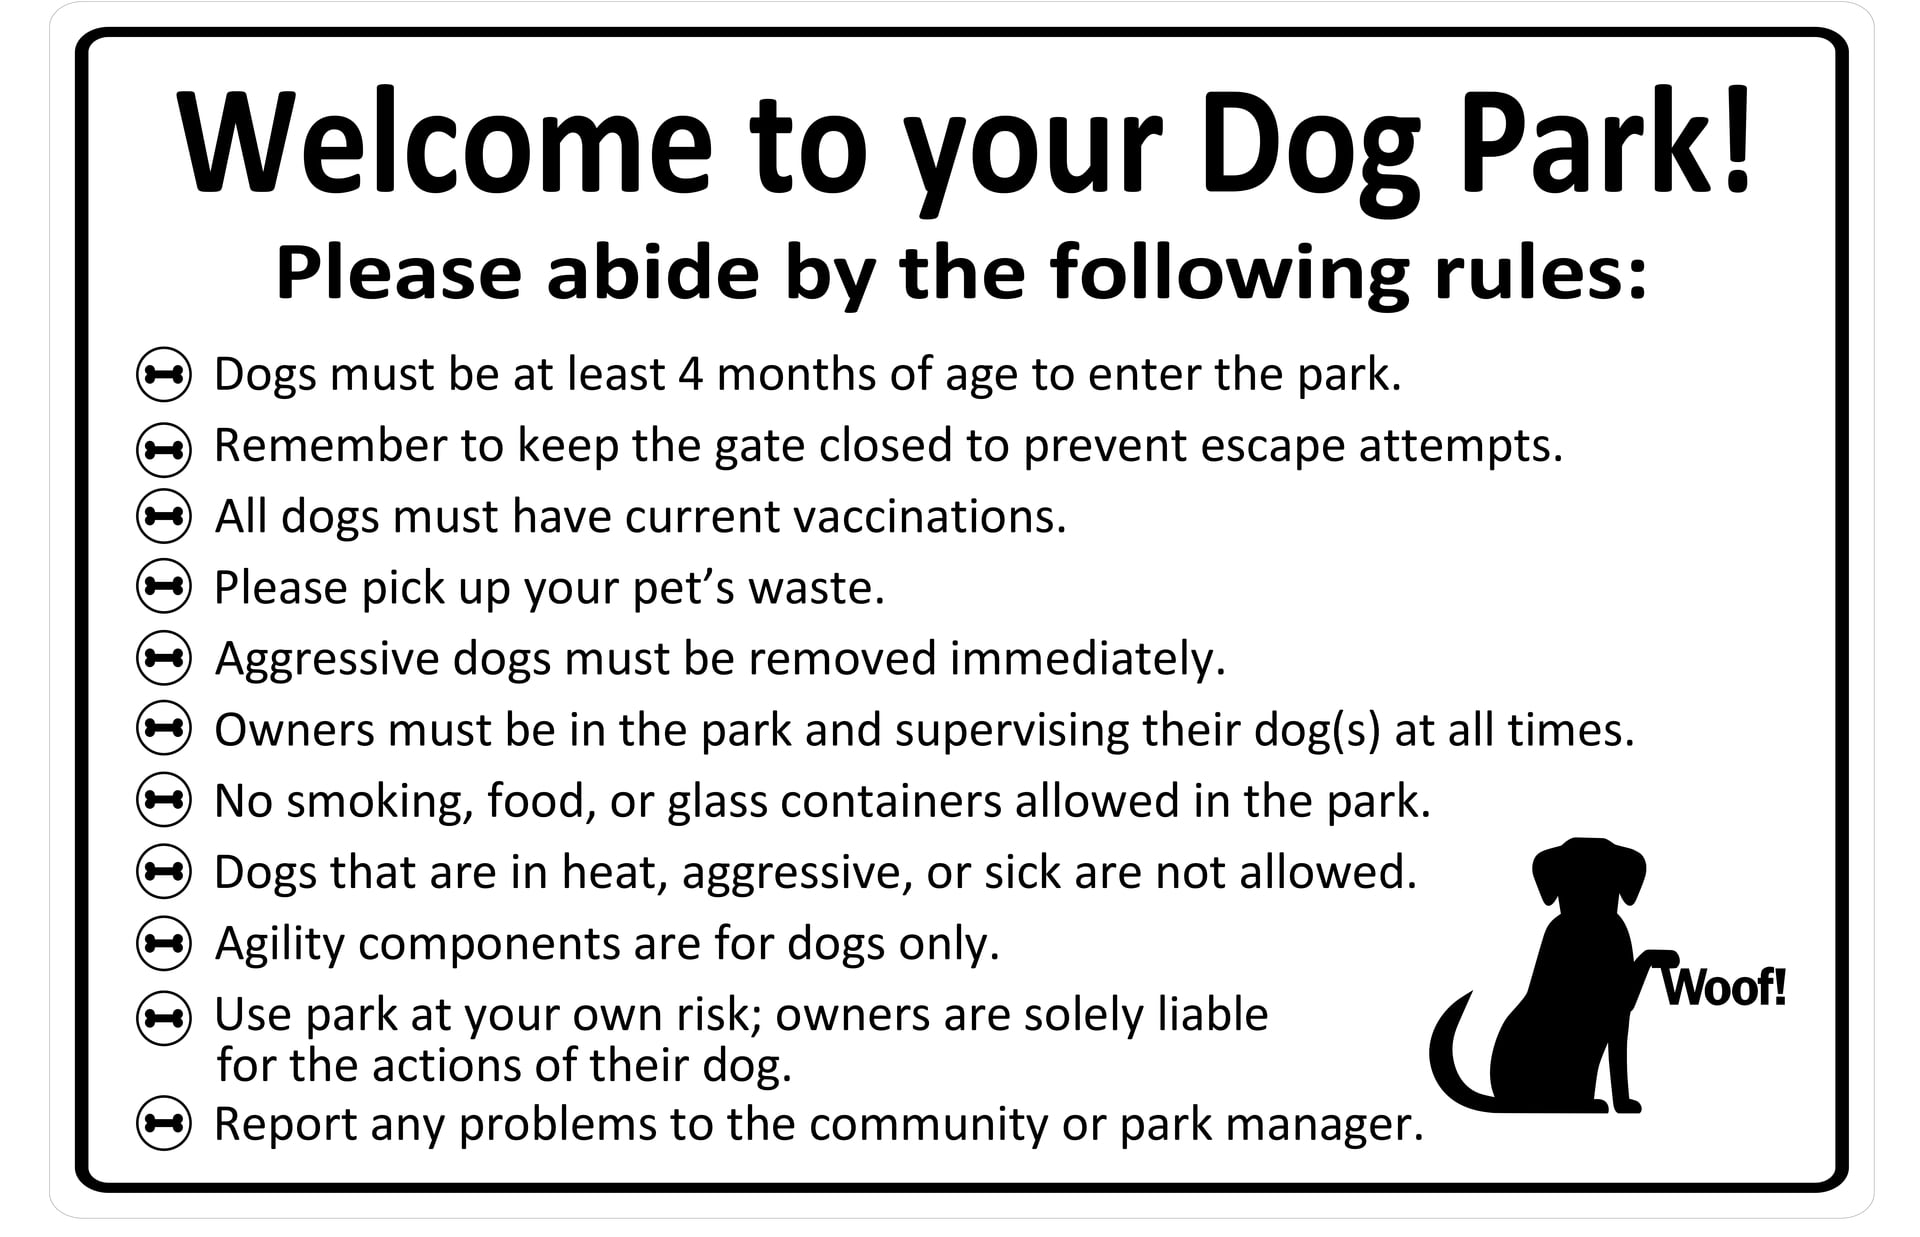 Welcome to your Dog Park!
Please abide by the following rules:
Dogs must be at least 4 months of age to enter the park.
Remember to keep the gate closed to prevent escape attempts.
All dogs must have current vaccinations.
Please pick up your pet’s waste.
Aggressive dogs must be removed immediately.
Owners must be in the park and supervising their dog(s) at all times.
No smoking, food, or glass containers allowed in the park.
Dogs that are in heat, aggressive, or sick are not allowed.
Agility components are for dogs only.
Use park at your own risk; owners are solely liable
for the actions of their dog.
Report any problems to the community or park manager.
Woof!